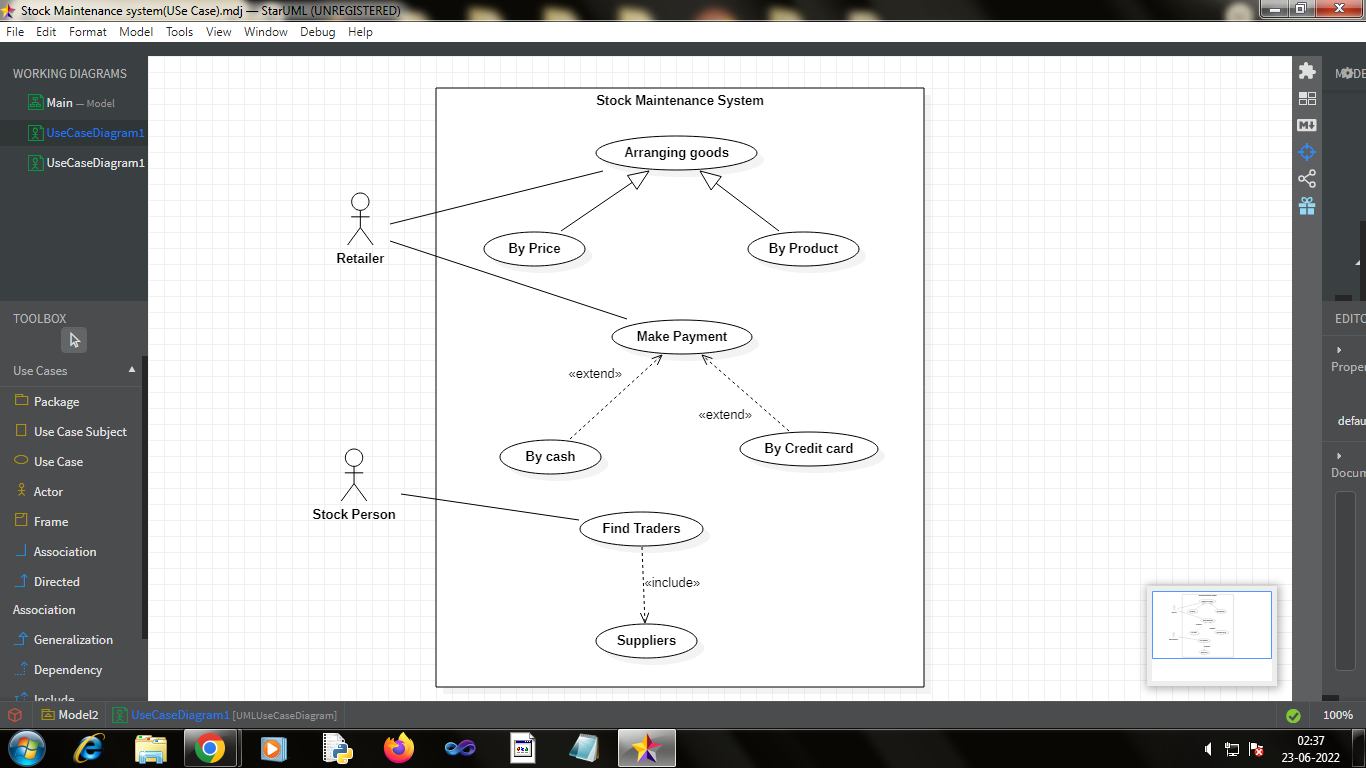 Stock Maintenance system(Use Case).mdj — StarUML (UNREGISTERED)
File Edit Format Model Tools View Window Debug Help
WORKING DIAGRAMS
Main — Model
UseCaseDiagram1
UseCaseDiagram1
TOOLBOX
Use Cases
Package
Use Case Subject
Use Case
Actor
Frame
Association
Directed
Association
Generalization
Dependency
Include
Stock Maintenance System
Arranging goods
By Price
By Product
Retailer
Make Payment
«extend»
«extend»
By cash
By Credit card
Stock Person
Find Traders
«include»
Suppliers
M↓
EDITO
Proper
defau
Docum
Model2
UseCaseDiagram1 [UMLUseCaseDiagram]
100%
02:37
23-06-2022